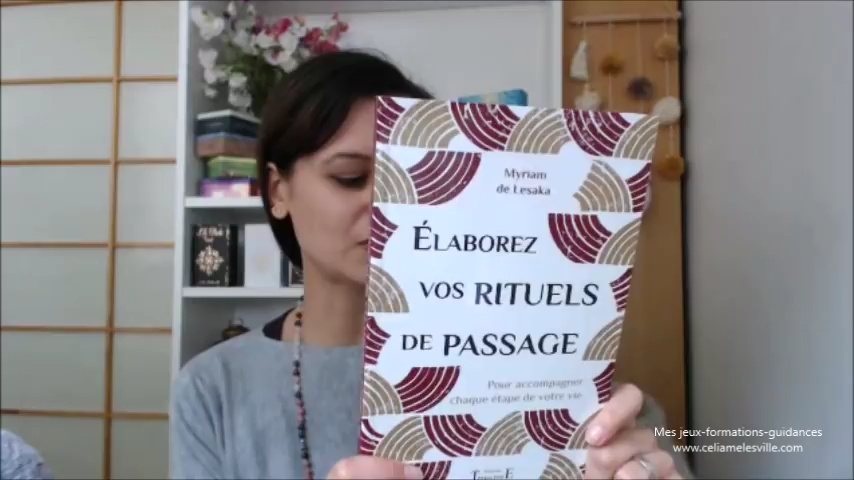 Myriam
de Lesaka
ÉLABOREZ
VOS RITUELS
DE PASSAGE
Pour accompagner
chaque étape de votre vie
Mes jeux-formations-guidances
www.celiamelesville.com